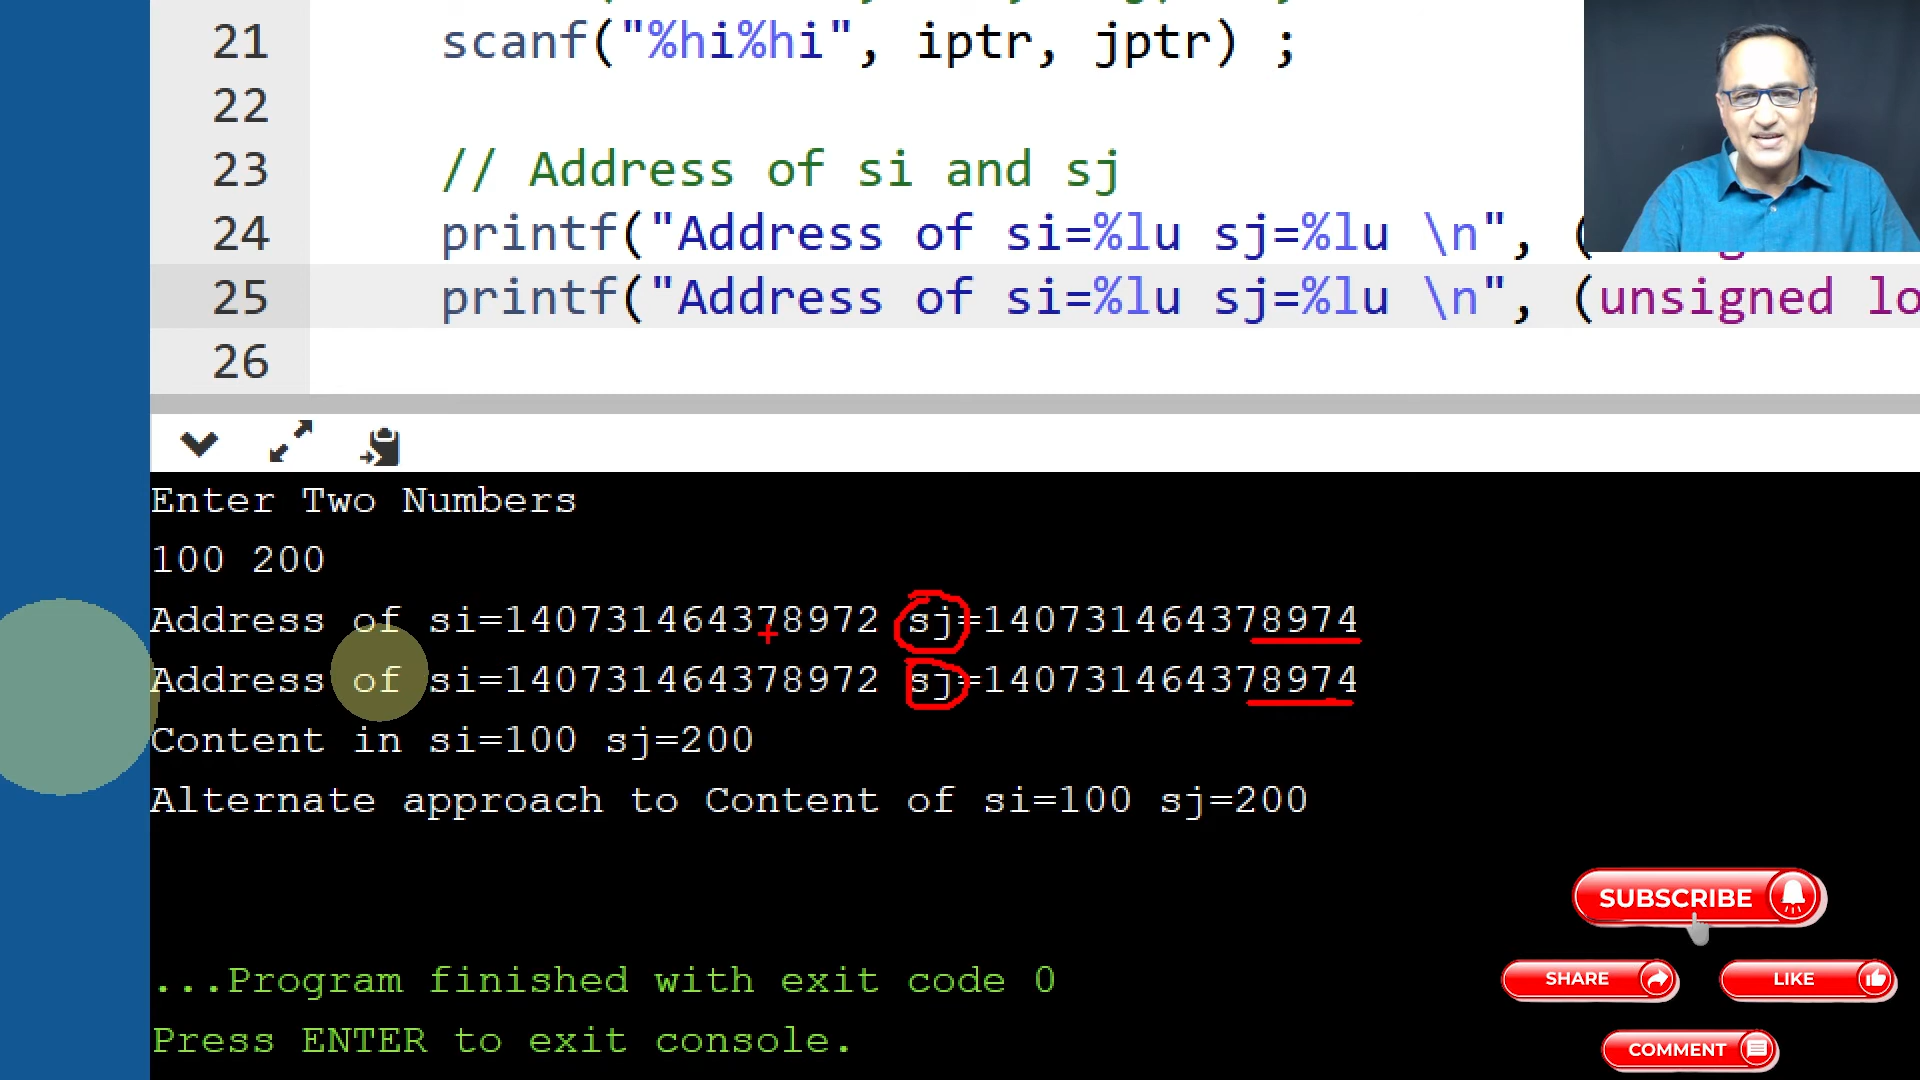 21 scanf("%hi%hi", iptr, jptr) ;
22
23 // Address of si and sj
24 printf("Address of si=%lu sj=%lu \n", (
25 printf("Address of si=%lu sj=%lu \n", (unsigned lo
26
Enter Two Numbers
100 200
Address of si=140731464378972 sj=140731464378974
Address of si=140731464378972 sj=140731464378974
Content in si=100 sj=200
Alternate approach to Content of si=100 sj=200
...Program finished with exit code 0
Press ENTER to exit console.
SUBSCRIBE
SHARE
LIKE
COMMENT